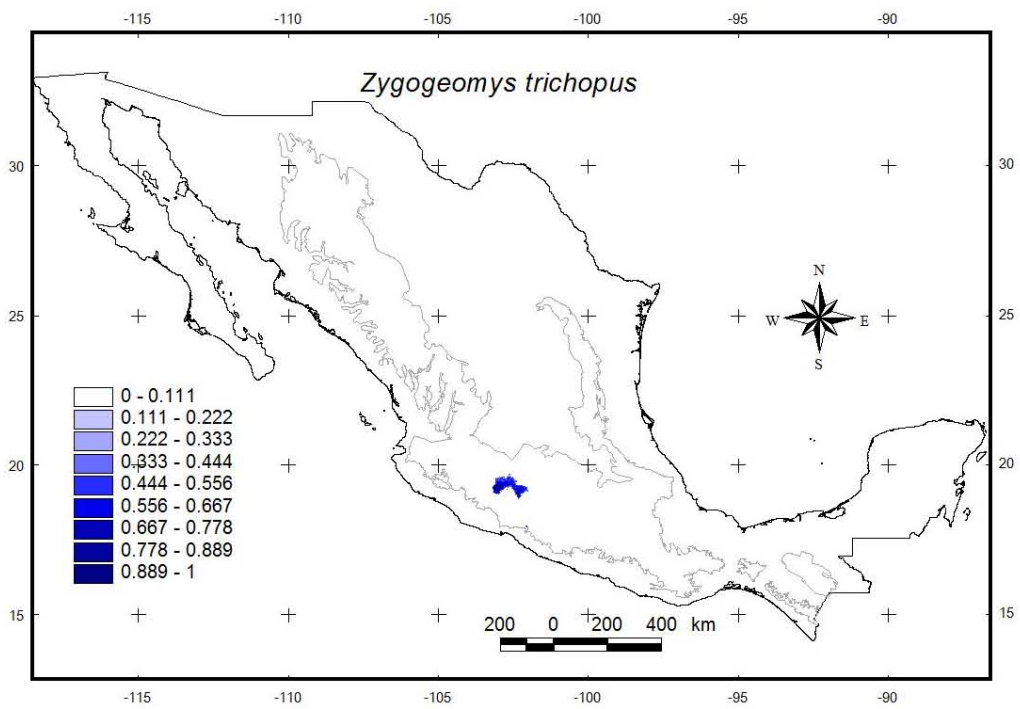 -115 -110 -105 -100 -95 -90
Zygogeomys trichopus
30 30
N
25 W E 25
S
0 - 0.111
0.111 - 0.222
0.222 - 0.333
20 0.333 - 0.444 20
0.444 - 0.556
0.556 - 0.667
0.667 - 0.778
0.778 - 0.889
0.889 - 1
15 15
200 0 200 400 km
-115 -110 -105 -100 -95 -90